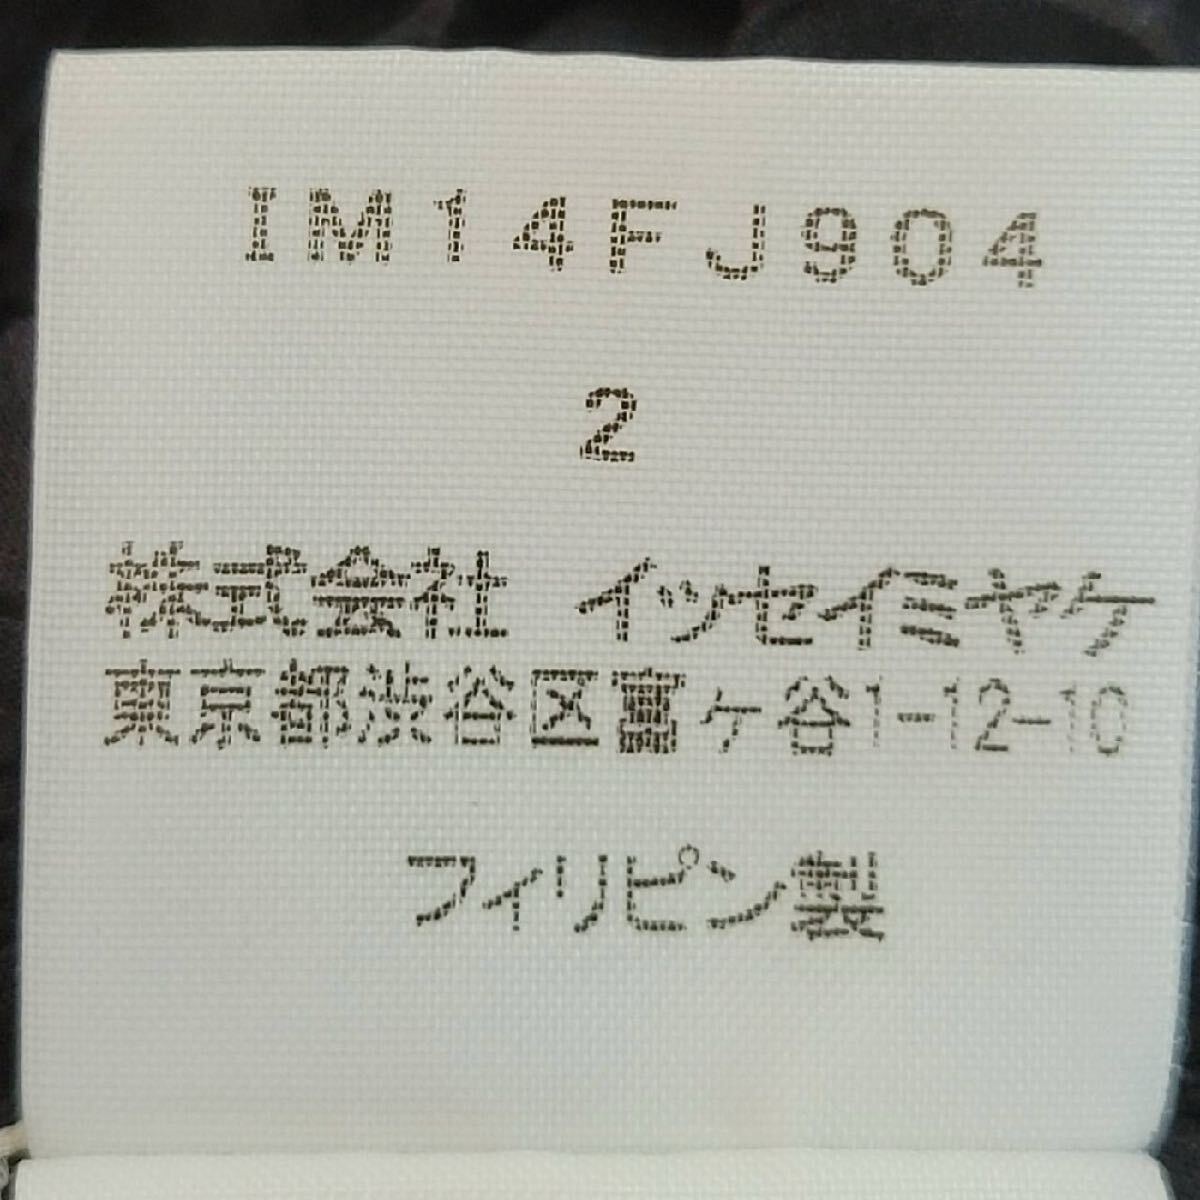 IM14FJ904
2
株式会社 イッセイミヤケ
東京都渋谷区富ヶ谷1-12-10
フィリピン製